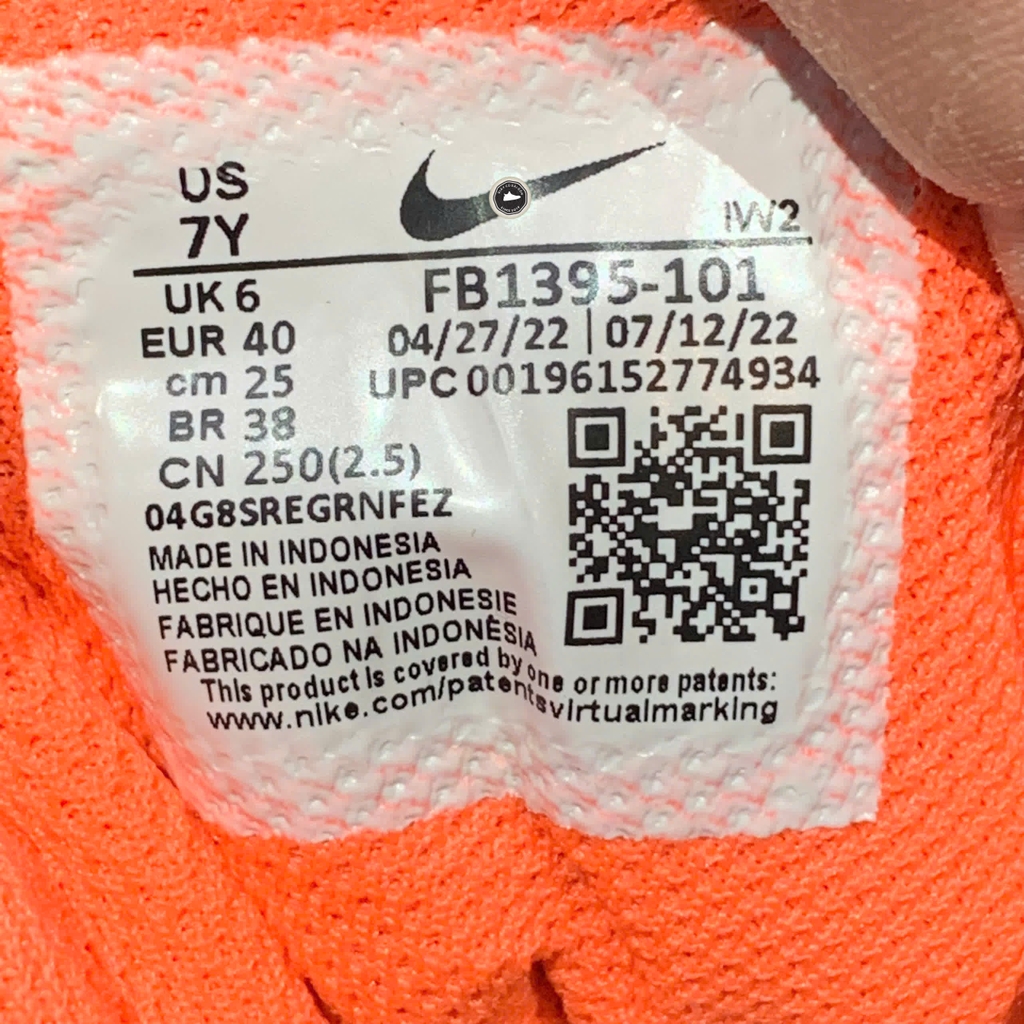 US
7Y
IW2
UK 6
FB1395-101
EUR 40
04/27/22 | 07/12/22
cm 25
UPC 00196152774934
BR 38
CN 250(2.5)
04G8SREGRNFEZ
MADE IN INDONESIA
HECHO EN INDONESIA
FABRIQUE EN INDONESIE
FABRICADO NA INDONÉSIA
This product is covered by one or more patents:
www.nike.com/patentsvirtualmarking